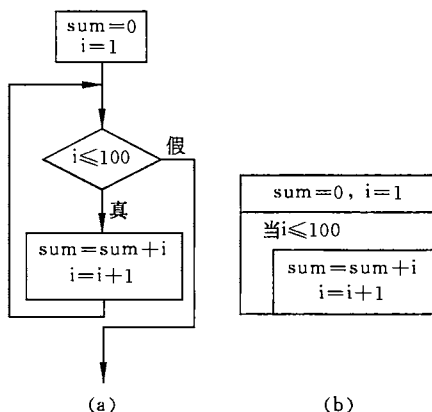 sum=0
i=1
i≤100
假
真
sum=sum+i
i=i+1
(a)
sum=0, i=1
当i≤100
sum=sum+i
i=i+1
(b)